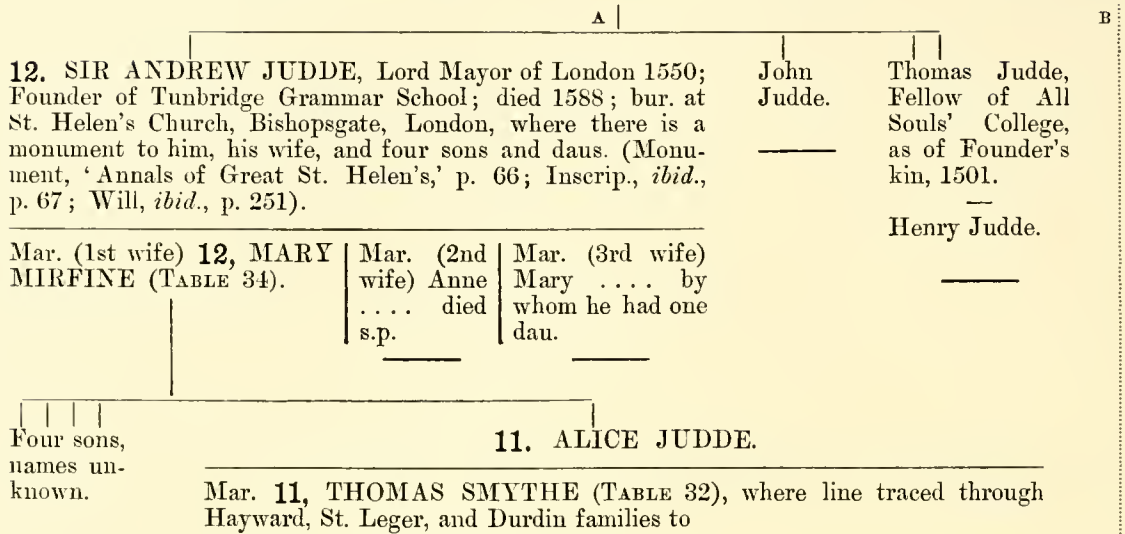 A B
12. SIR ANDREW JUDDE, Lord Mayor of London 1550;
Founder of Tunbridge Grammar School; died 1588; bur. at
St. Helen's Church, Bishopsgate, London, where there is a
monument to him, his wife, and four sons and daus. (Monu-
ment, 'Annals of Great St. Helen's,' p. 66; Inscrip., ibid.,
p. 67; Will, ibid., p. 251).
John
Judde.
Thomas Judde,
Fellow of All
Souls' College,
as of Founder's
kin, 1501.
Henry Judde.
Mar. (1st wife) 12, MARY
MIRFINE (TABLE 34).
Mar. (2nd
wife) Anne
.... died
s.p.
Mar. (3rd wife)
Mary .... by
whom he had one
dau.
Four sons,
names un-
known.
11. ALICE JUDDE.
Mar. 11, THOMAS SMYTHE (TABLE 32), where line traced through
Hayward, St. Leger, and Durdin families to